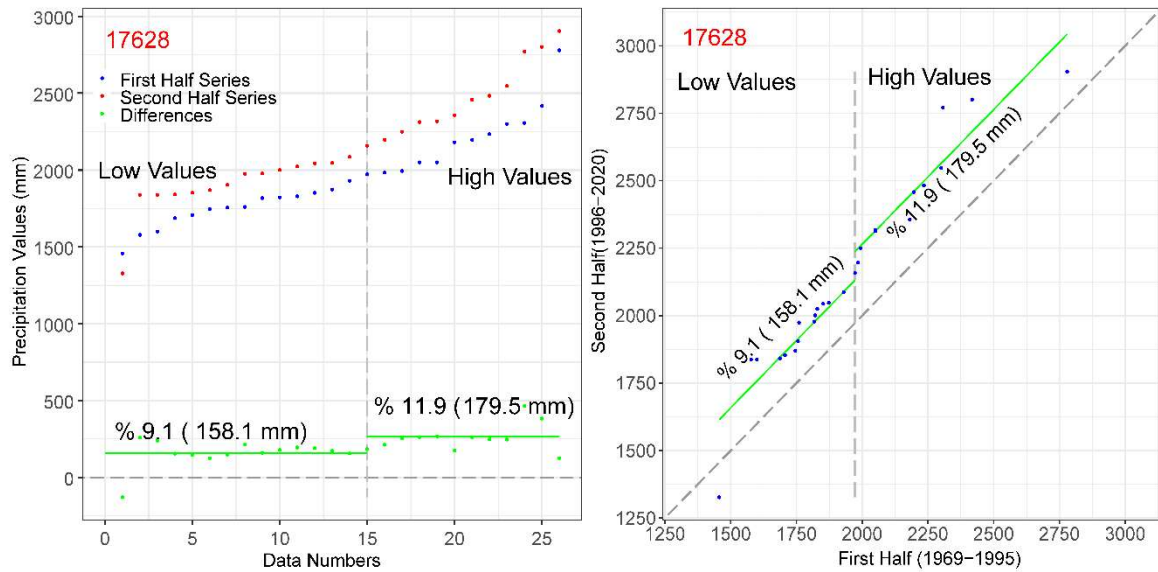 17628
First Half Series
Second Half Series
Differences
Low Values
High Values
% 9.1 ( 158.1 mm)
% 11.9 (179.5 mm)
3000
2500
2000
1500
1000
500
0
Precipitation Values (mm)
0 5 10 15 20 25
Data Numbers
17628
Low Values
High Values
% 9.1 ( 158.1 mm)
% 11.9 ( 179.5 mm)
3000
2750
2500
2250
2000
1750
1500
1250
Second Half(1996−2020)
1250 1500 1750 2000 2250 2500 2750 3000
First Half (1969−1995)